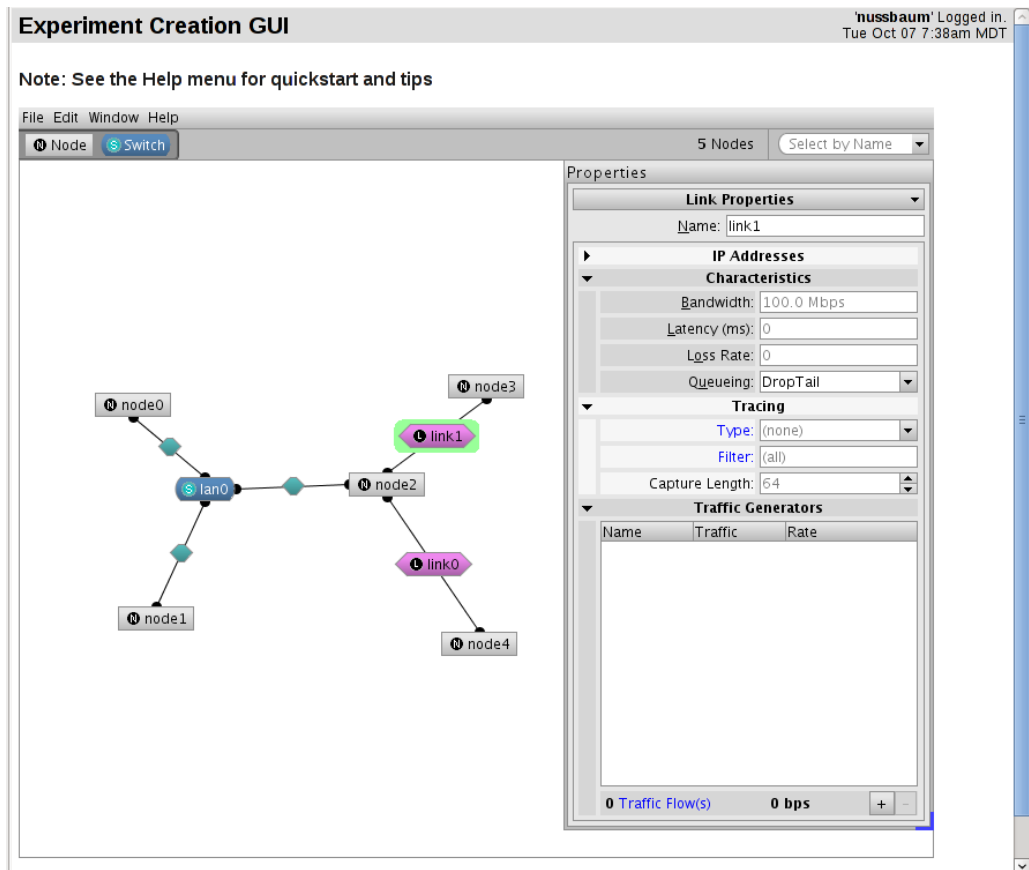 Experiment Creation GUI
'nussbaum' Logged in.
Tue Oct 07 7:38am MDT
Note: See the Help menu for quickstart and tips
File Edit Window Help
N Node S Switch 5 Nodes Select by Name
Properties
Link Properties
Name: link1
IP Addresses
Characteristics
Bandwidth: 100.0 Mbps
Latency (ms): 0
Loss Rate: 0
Queueing: DropTail
Tracing
Type: (none)
Filter: (all)
Capture Length: 64
Traffic Generators
Name Traffic Rate
0 Traffic Flow(s) 0 bps + -
N node3
N node0
L link1
S lan0
N node2
L link0
N node1
N node4